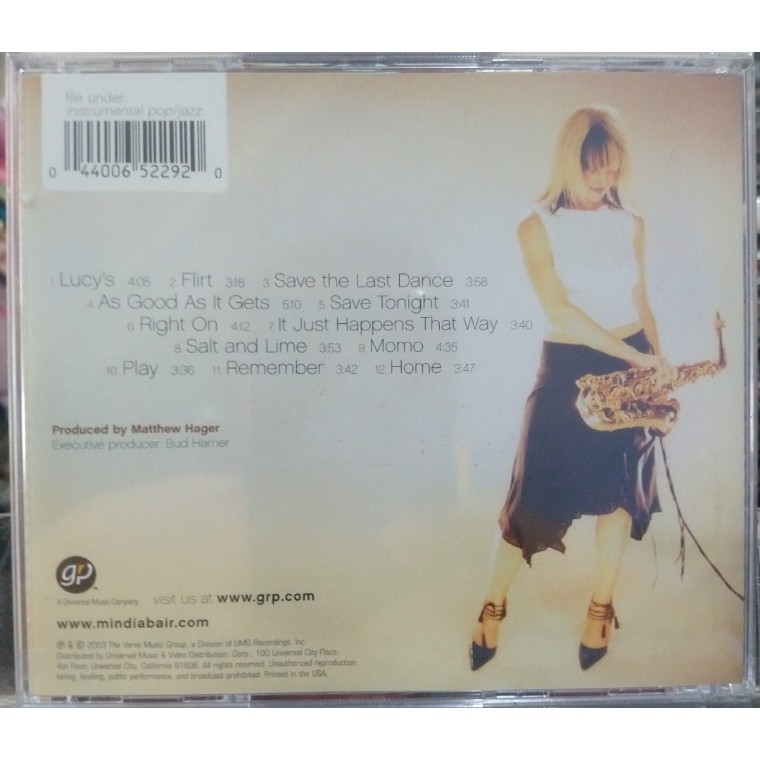 file under:
instrumental pop/jazz
0 44006 52292 0
1. Lucy's 4:05 2. Flirt 3:18 3. Save the Last Dance 3:58
4. As Good As It Gets 5:10 5. Save Tonight 3:41
6. Right On 4:12 7. It Just Happens That Way 3:40
8. Salt and Lime 3:53 9. Momo 4:35
10. Play 3:36 11. Remember 3:42 12. Home 3:47
Produced by Matthew Hager
Executive producer: Bud Harner
grp
A Universal Music Company visit us at www.grp.com
www.mindiabair.com
℗ & © 2003 The Verve Music Group, a Division of UMG Recordings, Inc.
Distributed by Universal Music & Video Distribution, Corp., 100 Universal City Plaza,
4th Floor, Universal City, California 91608. All rights reserved. Unauthorized reproduction,
hiring, lending, public performance, and broadcast prohibited. Printed in the USA.